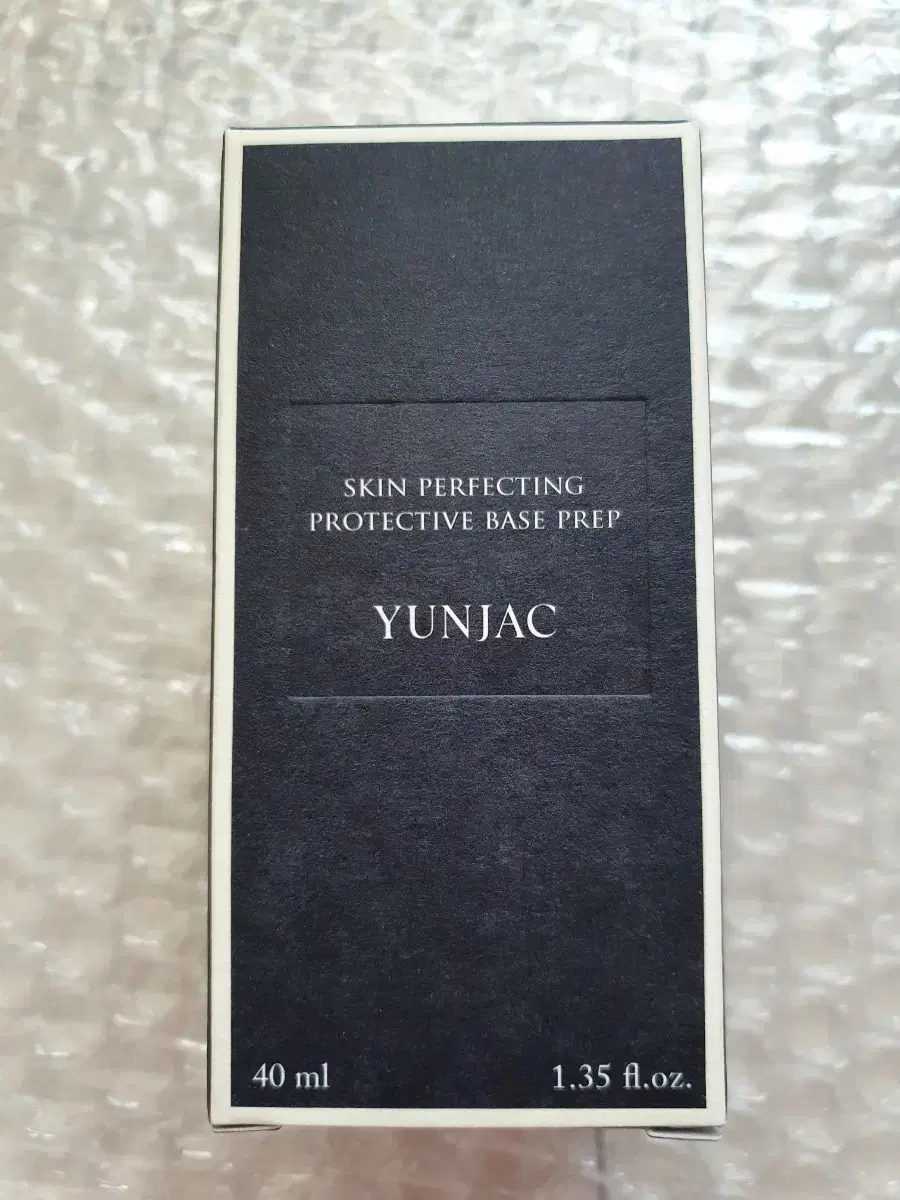 SKIN PERFECTING
PROTECTIVE BASE PREP
YUNJAC
40 ml 1.35 fl.oz.